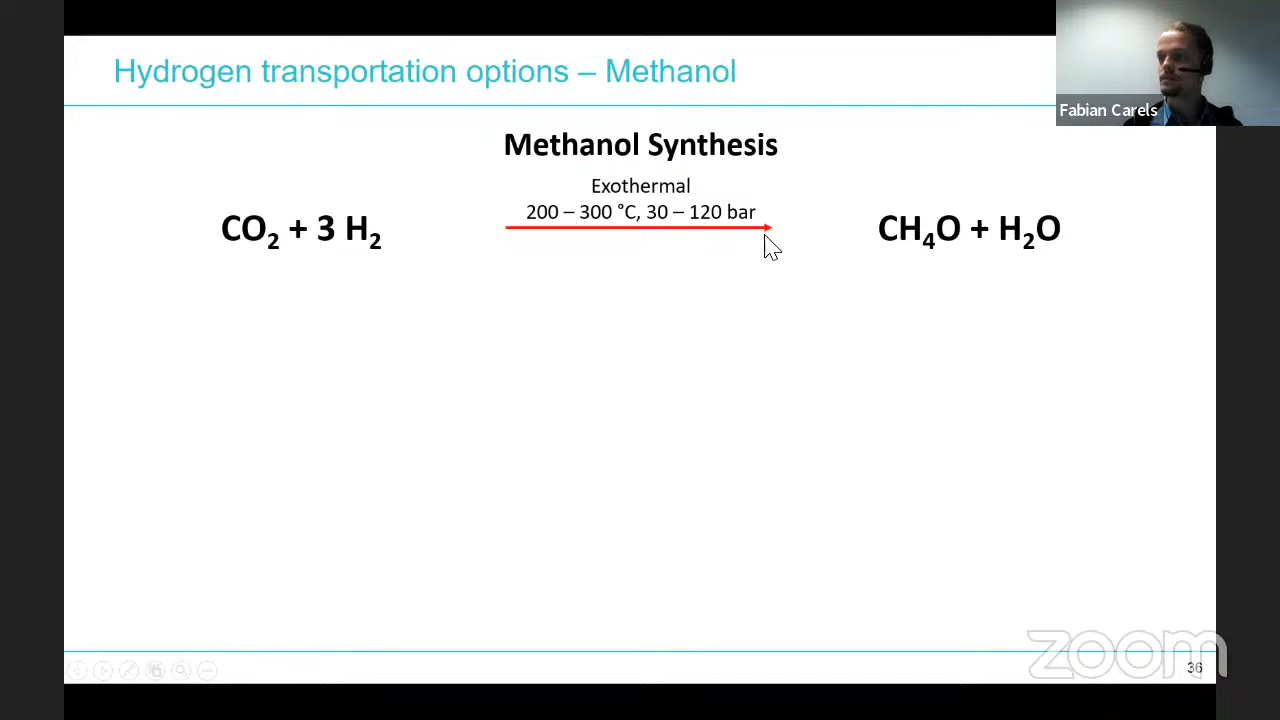 Hydrogen transportation options – Methanol
Fabian Carels
Methanol Synthesis
Exothermal
200 – 300 °C, 30 – 120 bar
CO₂ + 3 H₂
CH₄O + H₂O
zoom
36